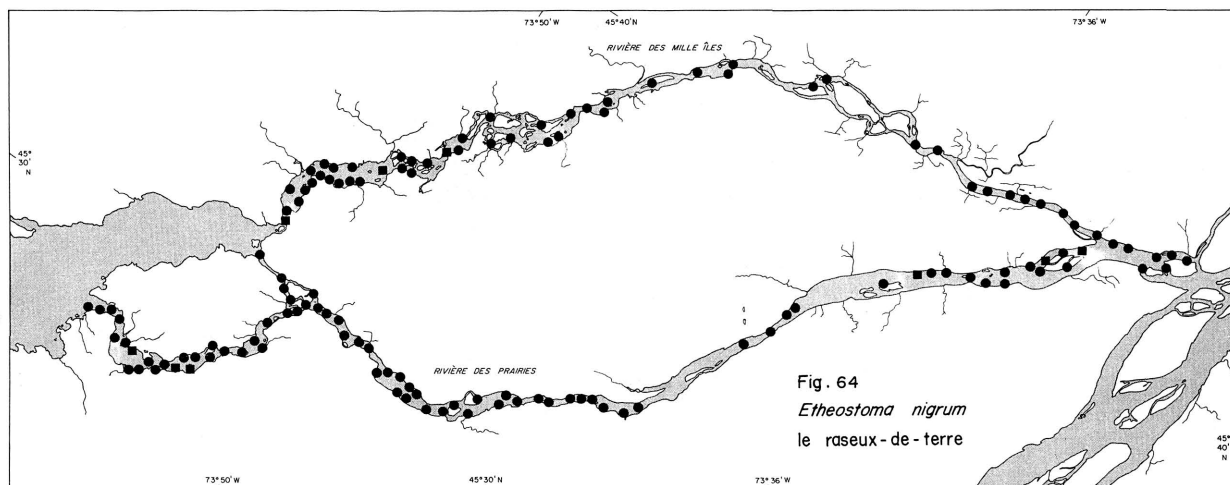 73°50' W
45°40' N
73°36' W
RIVIÈRE DES MILLE ÎLES
45°
30'
N
RIVIÈRE DES PRAIRIES
Fig. 64
Etheostoma nigrum
le raseux-de-terre
45°
40'
N
73°50' W
45°30' N
73°36' W